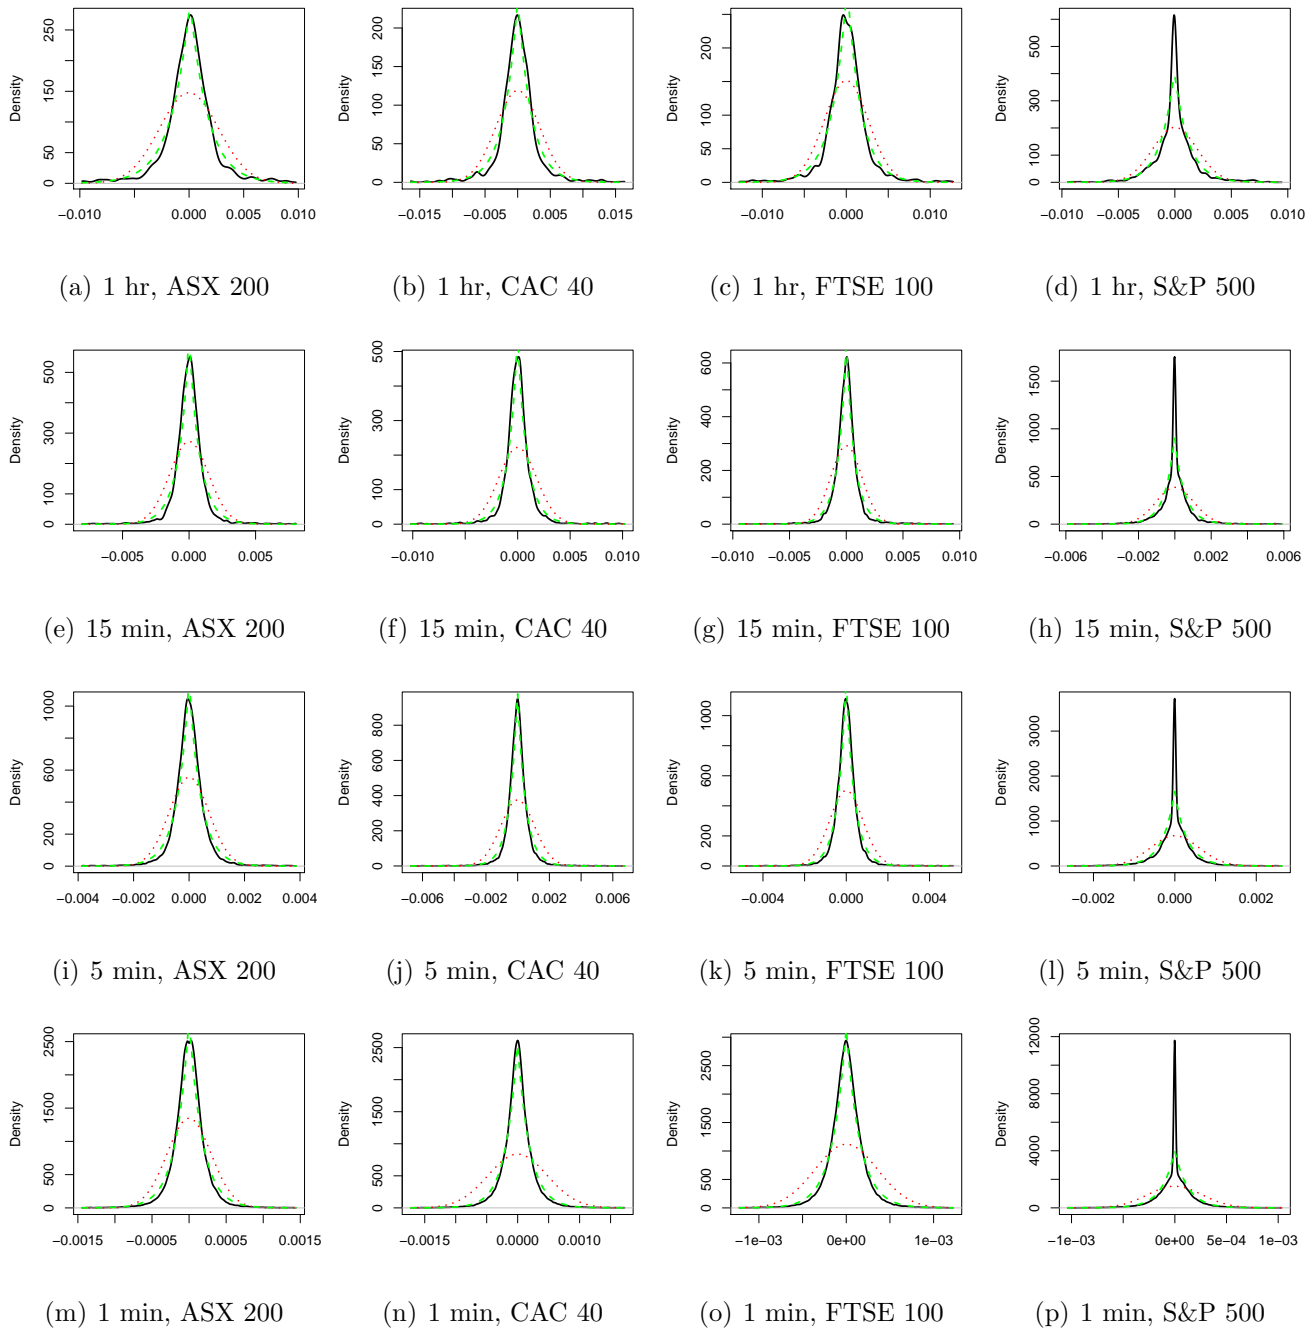 Density
0 50 150 250
−0.010 0.000 0.005 0.010
0 50 100 150 200
Density
−0.015 −0.005 0.005 0.015
0 50 150 250
Density
−0.010 0.000 0.010
0 100 300 500
Density
−0.010 −0.005 0.000 0.005 0.010
(a) 1 hr, ASX 200
(b) 1 hr, CAC 40
(c) 1 hr, FTSE 100
(d) 1 hr, S&P 500
Density
0 100 300 500
−0.005 0.000 0.005
Density
0 100 300 500
−0.010 0.000 0.005 0.010
Density
0 200 400 600
−0.010 −0.005 0.000 0.005 0.010
Density
0 500 1000 1500
−0.006 −0.002 0.002 0.006
(e) 15 min, ASX 200
(f) 15 min, CAC 40
(g) 15 min, FTSE 100
(h) 15 min, S&P 500
Density
0 200 600 1000
−0.004 −0.002 0.000 0.002 0.004
Density
0 200 400 600 800
−0.006 −0.002 0.002 0.006
Density
0 200 600 1000
−0.004 0.000 0.004
Density
0 1000 2000 3000
−0.002 0.000 0.002
(i) 5 min, ASX 200
(j) 5 min, CAC 40
(k) 5 min, FTSE 100
(l) 5 min, S&P 500
Density
0 500 1500 2500
−0.0015 −0.0005 0.0005 0.0015
Density
0 500 1500 2500
−0.0015 0.0000 0.0010
Density
0 500 1500 2500
−1e−03 0e+00 1e−03
Density
0 4000 8000 12000
−1e−03 0e+00 5e−04 1e−03
(m) 1 min, ASX 200
(n) 1 min, CAC 40
(o) 1 min, FTSE 100
(p) 1 min, S&P 500